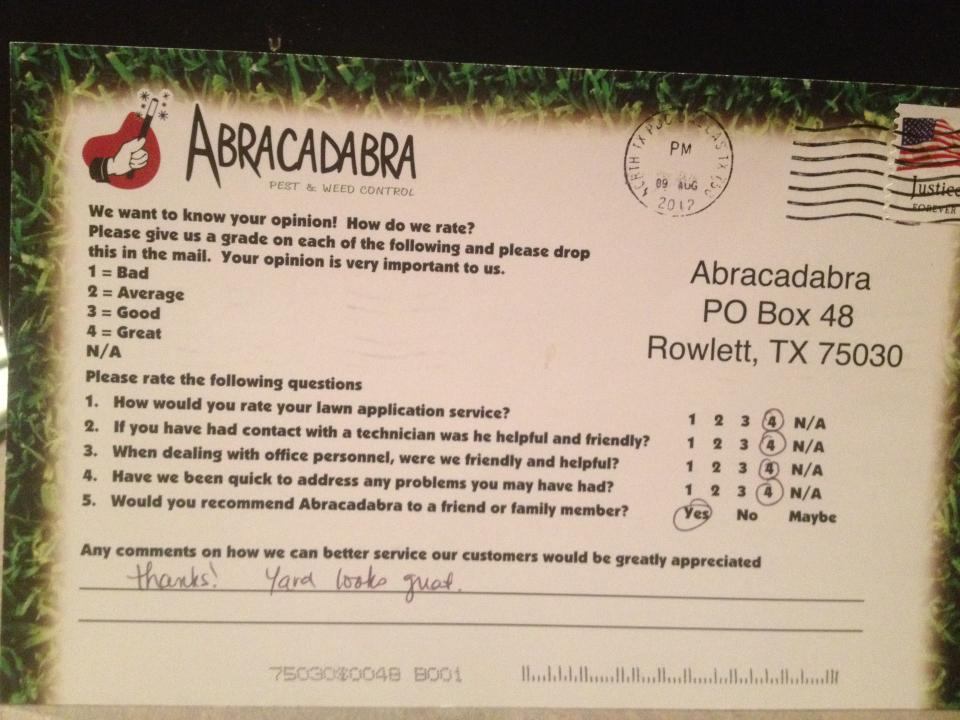 ABRACADABRA
PEST & WEED CONTROL
NORTH TX P&DC DALLAS TX
PM
09 AUG
2012
Justice
FOREVER
We want to know your opinion! How do we rate?
Please give us a grade on each of the following and please drop
this in the mail. Your opinion is very important to us.
1 = Bad
2 = Average
3 = Good
4 = Great
N/A
Abracadabra
PO Box 48
Rowlett, TX 75030
Please rate the following questions
1. How would you rate your lawn application service? 1 2 3 4 N/A
2. If you have had contact with a technician was he helpful and friendly? 1 2 3 4 N/A
3. When dealing with office personnel, were we friendly and helpful? 1 2 3 4 N/A
4. Have we been quick to address any problems you may have had? 1 2 3 4 N/A
5. Would you recommend Abracadabra to a friend or family member? Yes No Maybe
Any comments on how we can better service our customers would be greatly appreciated
thanks! Yard looks great.
75030$0048 B001